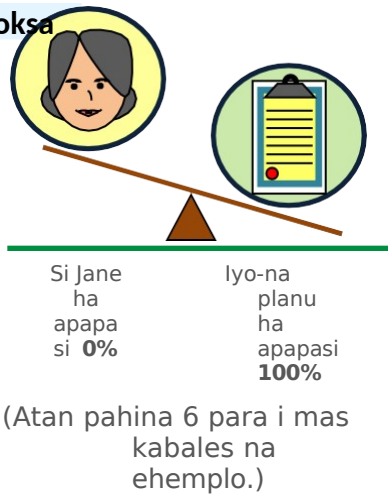 oksa
Si Jane
ha
apapa
si 0%
Iyo-na
planu
ha
apapasi
100%
(Atan pahina 6 para i mas
kabales na
ehemplo.)